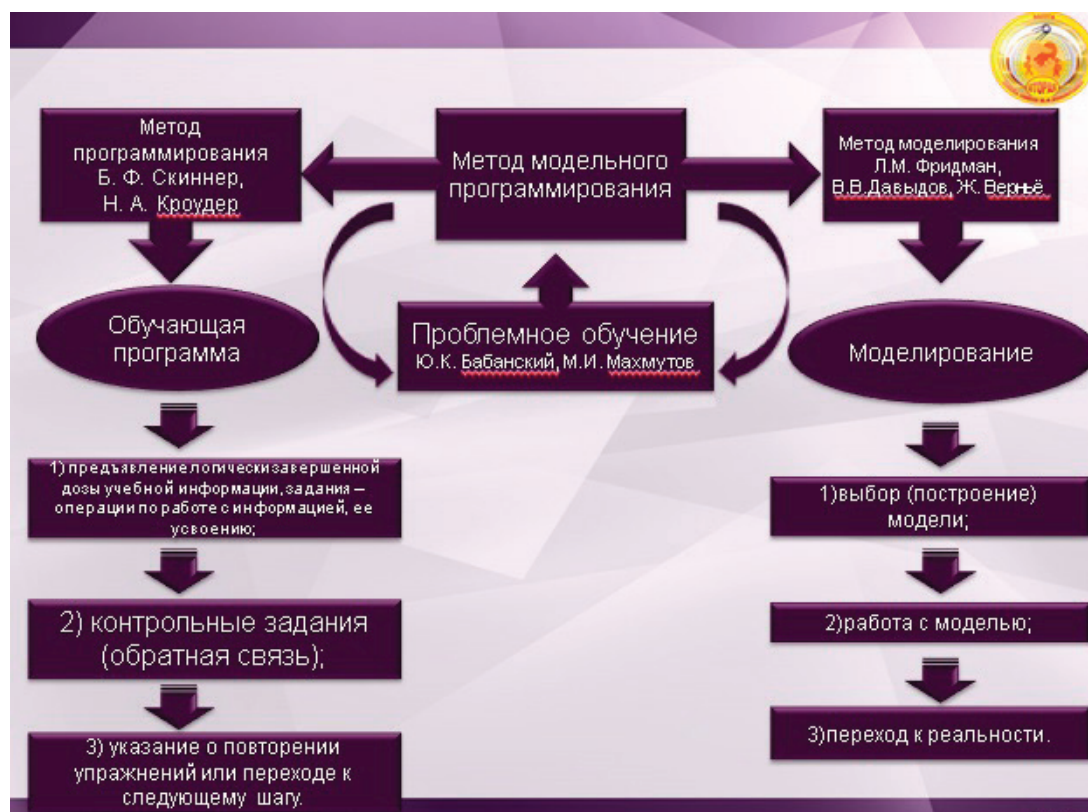 Метод
программирования
Б. Ф. Скиннер,
Н. А. Кроудер
Метод модельного
программирования
Метод моделирования
Л.М. Фридман,
В.В.Давыдов, Ж. Верньё
Обучающая
программа
Проблемное обучение
Ю.К. Бабанский, М.И. Махмутов
Моделирование
1) предъявление логически завершенной
дозы учебной информации, задания –
операции по работе с информацией, ее
усвоению;
2) контрольные задания
(обратная связь);
3) указание о повторении
упражнений или переходе к
следующему шагу.
1)выбор (построение)
модели;
2)работа с моделью;
3)переход к реальности.